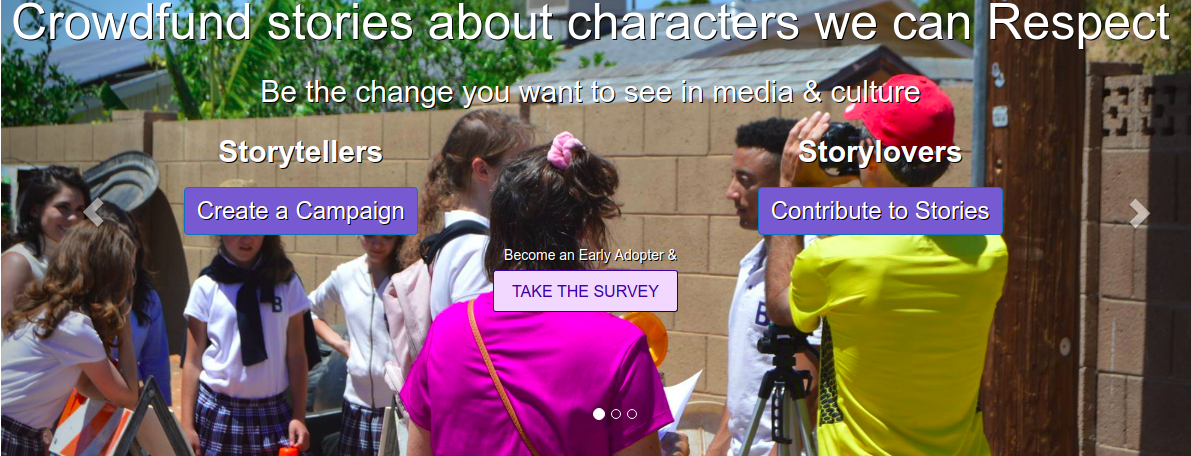 Crowdfund stories about characters we can Respect
Be the change you want to see in media & culture
Storytellers
Storylovers
Create a Campaign
Contribute to Stories
Become an Early Adopter &
TAKE THE SURVEY
B
B